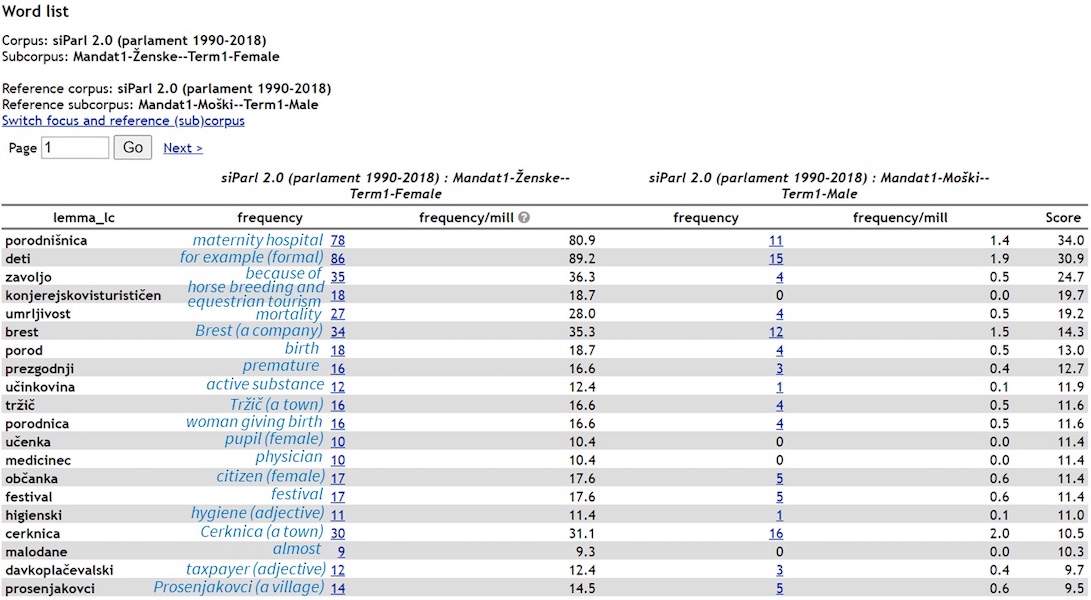 Word list
Corpus: siParl 2.0 (parlament 1990-2018)
Subcorpus: Mandat1-Ženske--Term1-Female
Reference corpus: siParl 2.0 (parlament 1990-2018)
Reference subcorpus: Mandat1-Moški--Term1-Male
Switch focus and reference (sub)corpus
Page 1 Go Next >
siParl 2.0 (parlament 1990-2018) : Mandat1-Ženske-- siParl 2.0 (parlament 1990-2018) : Mandat1-Moški--
Term1-Female Term1-Male
lemma_lc frequency frequency/mill ? frequency frequency/mill Score
porodnišnica maternity hospital 78 80.9 11 1.4 34.0
deti for example (formal) 86 89.2 15 1.9 30.9
zavoljo because of 35 36.3 4 0.5 24.7
konjerejskovisturističen horse breeding and equestrian tourism 18 18.7 0 0.0 19.7
umrljivost mortality 27 28.0 4 0.5 19.2
brest Brest (a company) 34 35.3 12 1.5 14.3
porod birth 18 18.7 4 0.5 13.0
prezgodnji premature 16 16.6 3 0.4 12.7
učinkovina active substance 12 12.4 1 0.1 11.9
tržič Tržič (a town) 16 16.6 4 0.5 11.6
porodnica woman giving birth 16 16.6 4 0.5 11.6
učenka pupil (female) 10 10.4 0 0.0 11.4
medicinec physician 10 10.4 0 0.0 11.4
občanka citizen (female) 17 17.6 5 0.6 11.4
festival festival 17 17.6 5 0.6 11.4
higienski hygiene (adjective) 11 11.4 1 0.1 11.0
cerknica Cerknica (a town) 30 31.1 16 2.0 10.5
malodane almost 9 9.3 0 0.0 10.3
davkoplačevalski taxpayer (adjective) 12 12.4 3 0.4 9.7
prosenjakovci Prosenjakovci (a village) 14 14.5 5 0.6 9.5